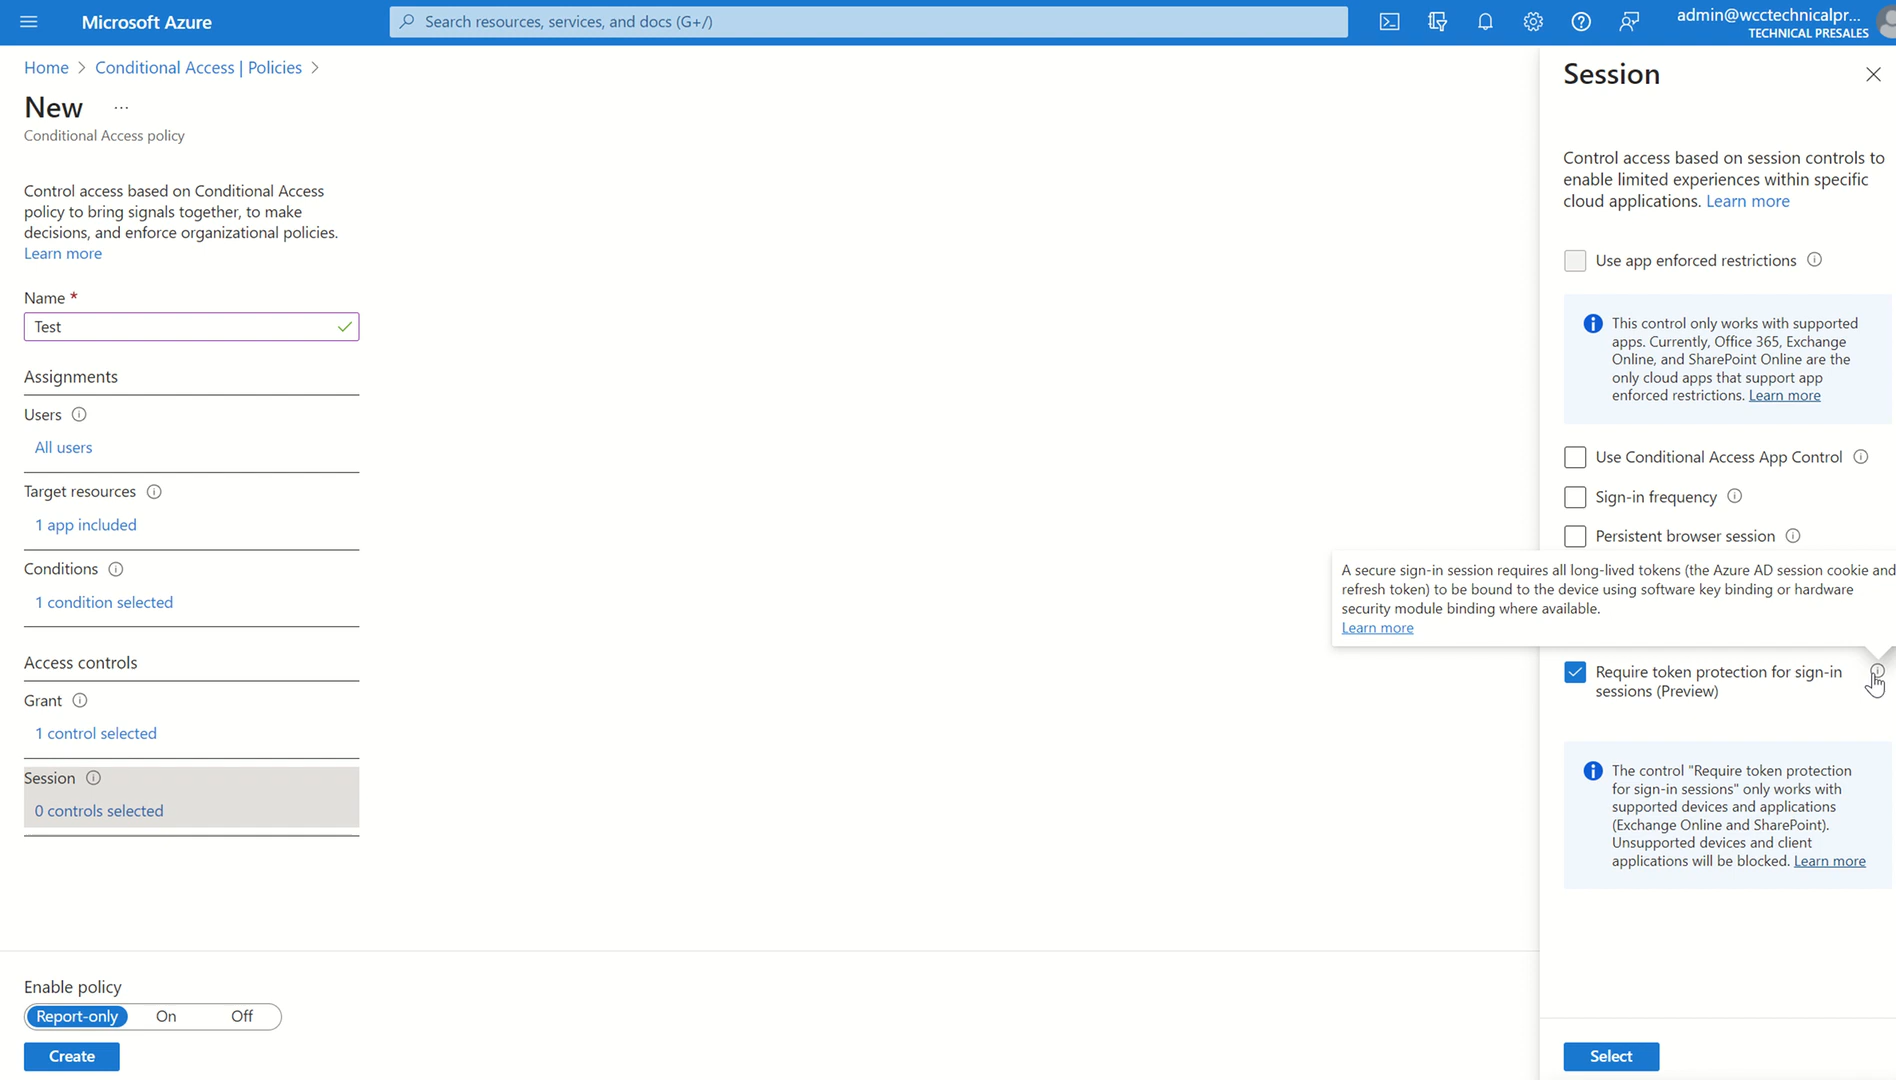 Microsoft Azure
Search resources, services, and docs (G+/)
admin@wcctechnicalpr...
TECHNICAL PRESALES
Home > Conditional Access | Policies >
New ...
Conditional Access policy
Control access based on Conditional Access
policy to bring signals together, to make
decisions, and enforce organizational policies.
Learn more
Name *
Test
Assignments
Users
All users
Target resources
1 app included
Conditions
1 condition selected
Access controls
Grant
1 control selected
Session
0 controls selected
Enable policy
Report-only On Off
Create
Session
Control access based on session controls to
enable limited experiences within specific
cloud applications. Learn more
Use app enforced restrictions
This control only works with supported
apps. Currently, Office 365, Exchange
Online, and SharePoint Online are the
only cloud apps that support app
enforced restrictions. Learn more
Use Conditional Access App Control
Sign-in frequency
Persistent browser session
A secure sign-in session requires all long-lived tokens (the Azure AD session cookie and
refresh token) to be bound to the device using software key binding or hardware
security module binding where available.
Learn more
Require token protection for sign-in
sessions (Preview)
The control "Require token protection
for sign-in sessions" only works with
supported devices and applications
(Exchange Online and SharePoint).
Unsupported devices and client
applications will be blocked. Learn more
Select